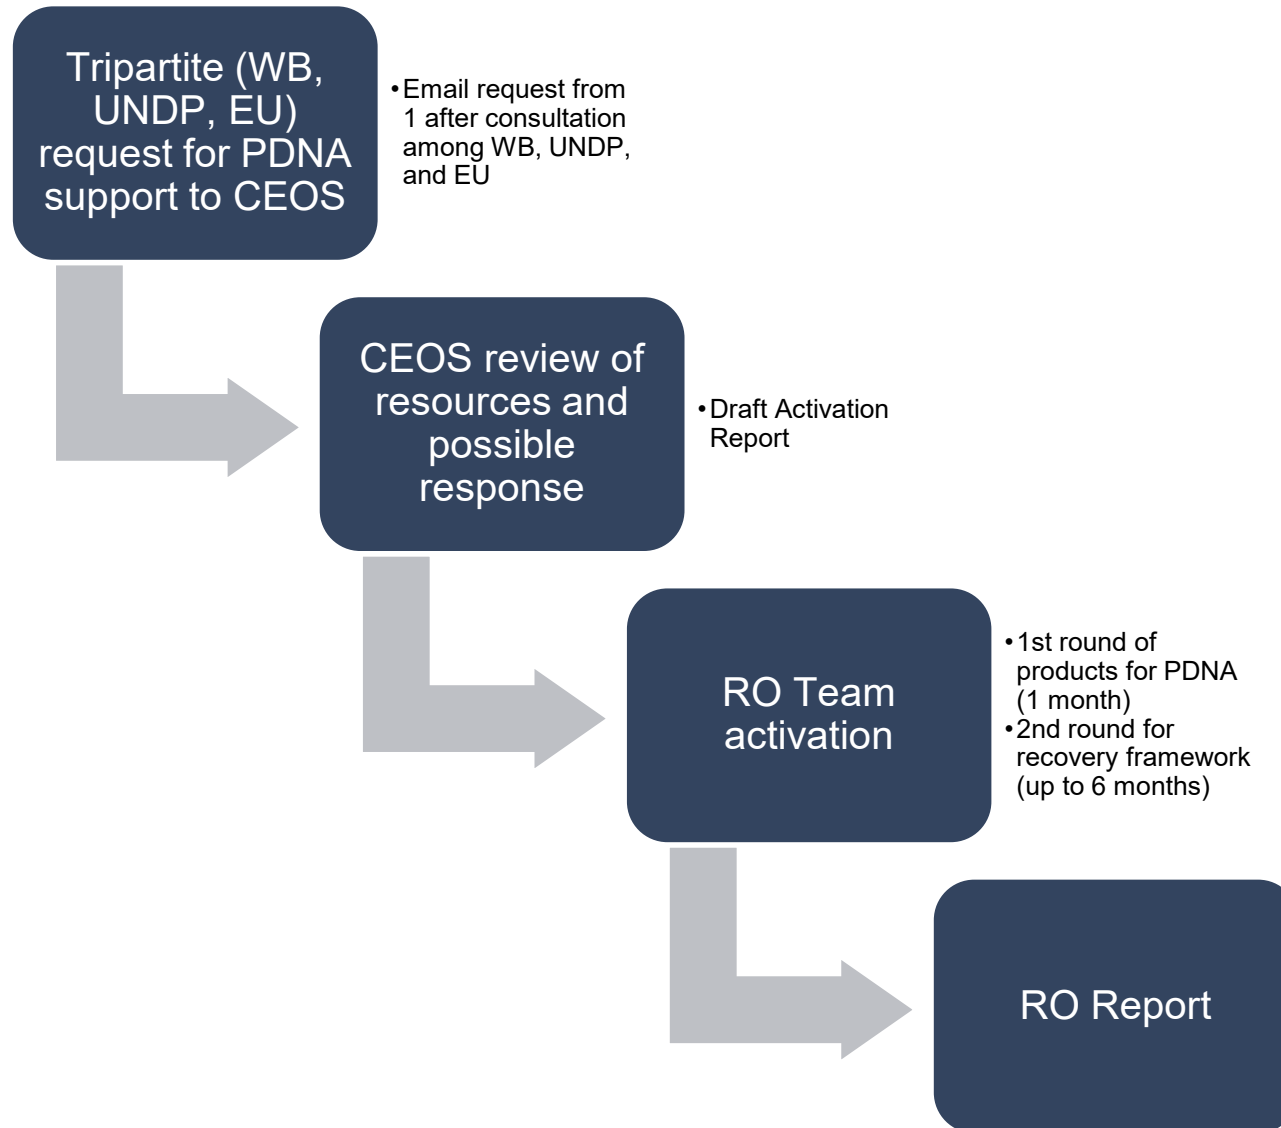 Tripartite (WB,
UNDP, EU)
request for PDNA
support to CEOS
•Email request from
1 after consultation
among WB, UNDP,
and EU
CEOS review of
resources and
possible
response
•Draft Activation
Report
RO Team
activation
•1st round of
products for PDNA
(1 month)
•2nd round for
recovery framework
(up to 6 months)
RO Report